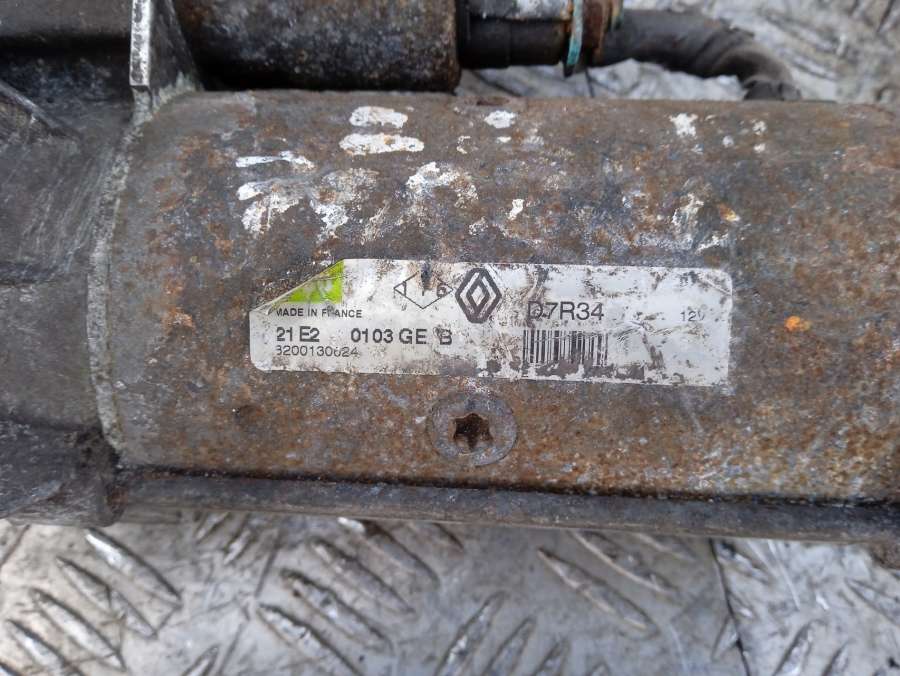 MADE IN FRANCE
D7R34
12V
21 E2 0103 GE B
8200130624